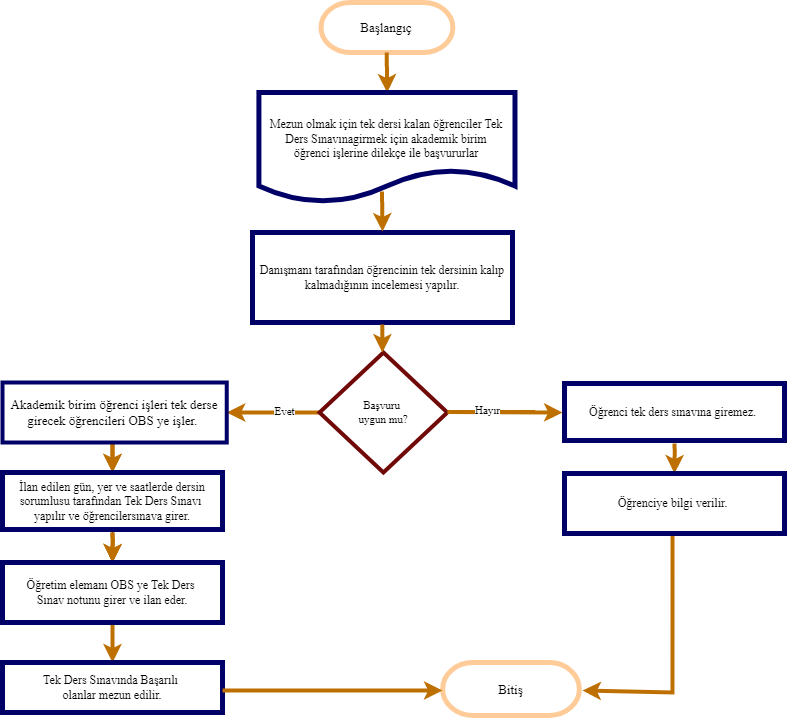 Başlangıç
Mezun olmak için tek dersi kalan öğrenciler Tek
Ders Sınavınagirmek için akademik birim
öğrenci işlerine dilekçe ile başvururlar
Danışmanı tarafından öğrencinin tek dersinin kalıp
kalmadığının incelemesi yapılır.
Başvuru
uygun mu?
Evet
Hayır
Akademik birim öğrenci işleri tek derse
girecek öğrencileri OBS ye işler.
İlan edilen gün, yer ve saatlerde dersin
sorumlusu tarafından Tek Ders Sınavı
yapılır ve öğrencilersınava girer.
Öğretim elemanı OBS ye Tek Ders
Sınav notunu girer ve ilan eder.
Tek Ders Sınavında Başarılı
olanlar mezun edilir.
Öğrenci tek ders sınavına giremez.
Öğrenciye bilgi verilir.
Bitiş